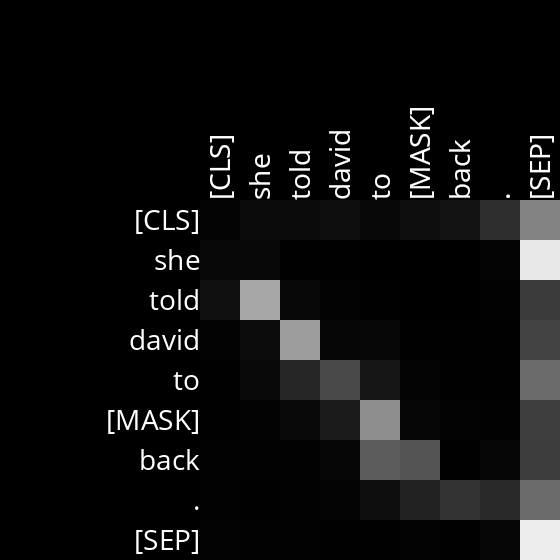 [CLS]
she
told
david
to
[MASK]
back
.
[SEP]
[CLS]
she
told
david
to
[MASK]
back
.
[SEP]